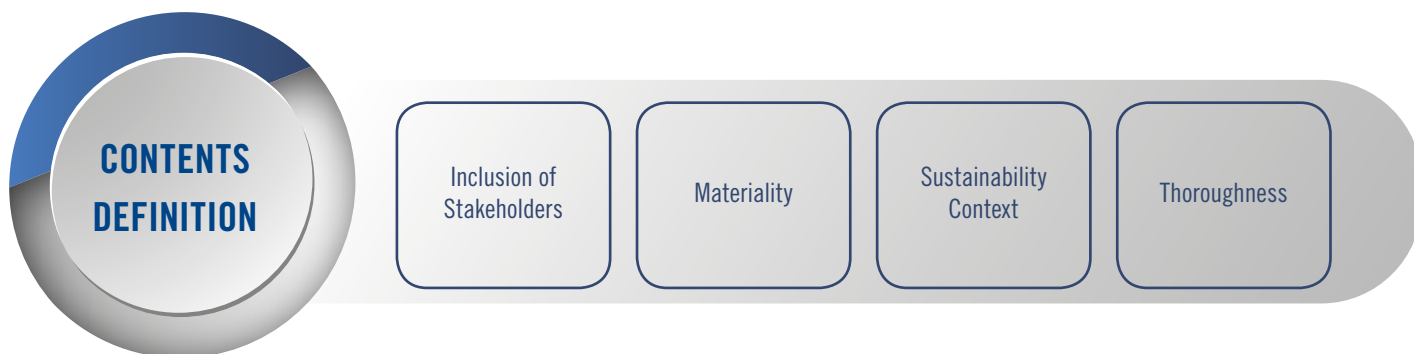 CONTENTS
DEFINITION
Inclusion of
Stakeholders
Materiality
Sustainability
Context
Thoroughness